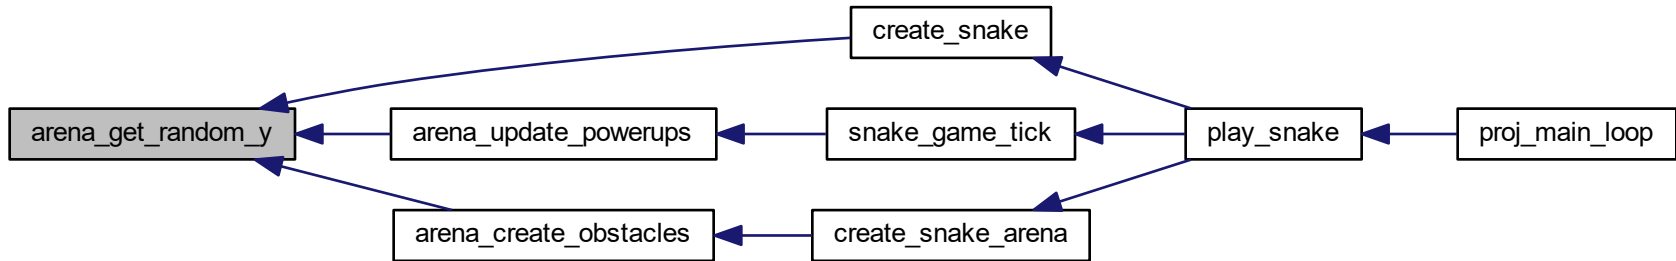 create_snake
arena_get_random_y
arena_update_powerups
snake_game_tick
play_snake
proj_main_loop
arena_create_obstacles
create_snake_arena